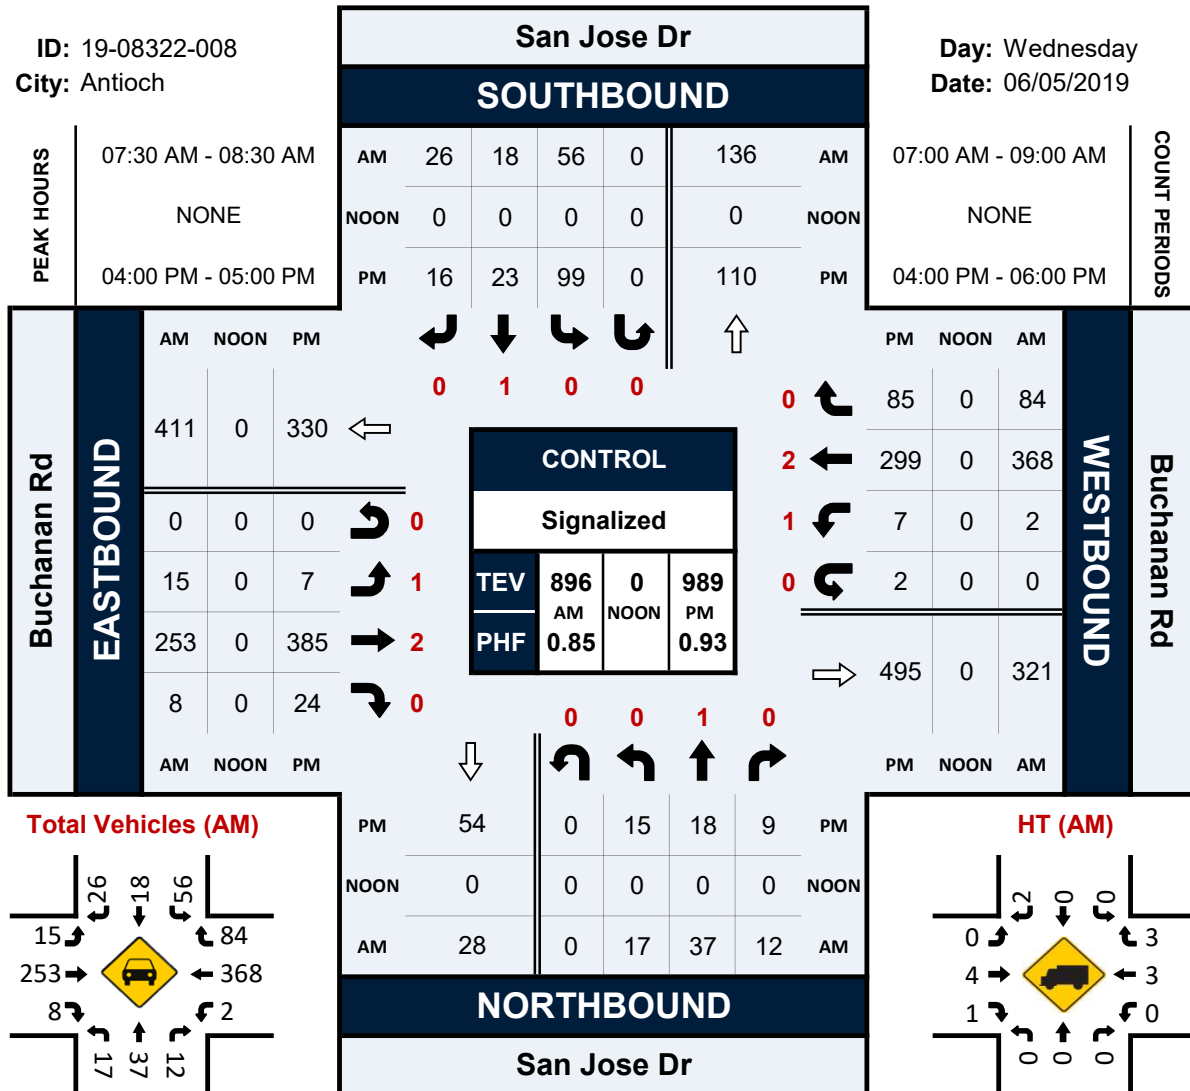 San Jose Dr
ID: 19-08322-008
Day: Wednesday
City: Antioch
Date: 06/05/2019
SOUTHBOUND
PEAK HOURS
07:30 AM - 08:30 AM
NONE
04:00 PM - 05:00 PM
AM 26 18 56 0 136 AM
NOON 0 0 0 0 0 NOON
PM 16 23 99 0 110 PM
07:00 AM - 09:00 AM
NONE
04:00 PM - 06:00 PM
COUNT PERIODS
0 1 0 0
Buchanan Rd
EASTBOUND
AM NOON PM
411 0 330
0 0 0 0
15 0 7 1
253 0 385 2
8 0 24 0
AM NOON PM
CONTROL
Signalized
TEV 896 0 989
AM NOON PM
PHF 0.85 0.93
PM NOON AM
0 85 0 84
2 299 0 368
1 7 0 2
0 2 0 0
495 0 321
PM NOON AM
WESTBOUND
Buchanan Rd
0 0 1 0
PM 54 0 15 18 9 PM
NOON 0 0 0 0 0 NOON
AM 28 0 17 37 12 AM
NORTHBOUND
San Jose Dr
Total Vehicles (AM)
26 18 56
15 84
253 368
8 2
17 37 12
HT (AM)
2 0 0
0 3
4 3
1 0
0 0 0